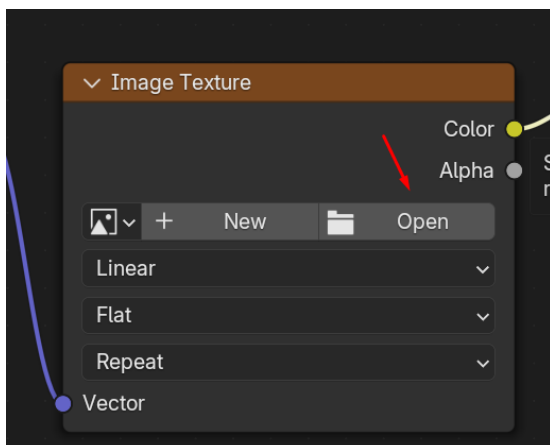 Image Texture
Color
Alpha
New Open
Linear
Flat
Repeat
Vector